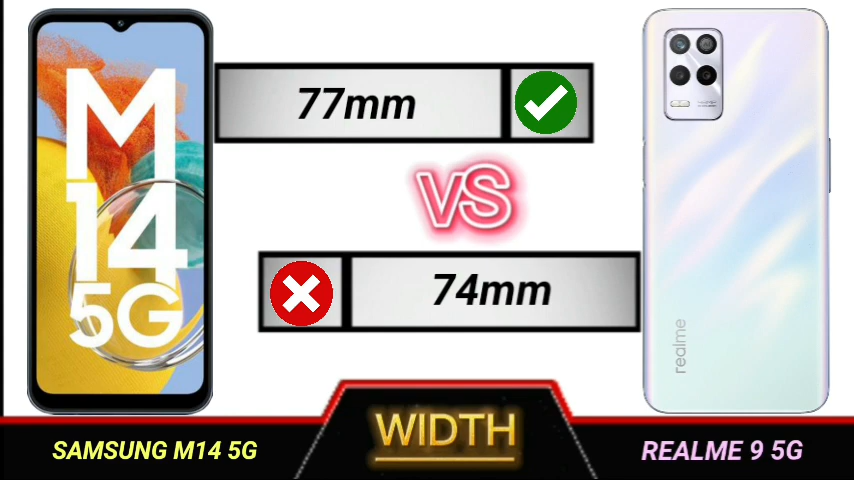 M
14
5G
77mm
VS
74mm
realme
WIDTH
SAMSUNG M14 5G
REALME 9 5G